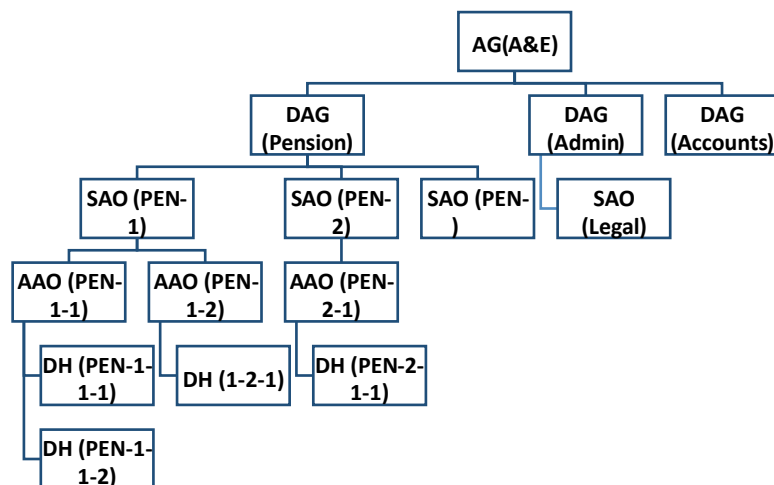 AG(A&E)
DAG
(Pension)
DAG
(Admin)
DAG
(Accounts)
SAO (PEN-
1)
SAO (PEN-
2)
SAO (PEN-
)
SAO
(Legal)
AAO (PEN-
1-1)
AAO (PEN-
1-2)
AAO (PEN-
2-1)
DH (PEN-1-
1-1)
DH (1-2-1)
DH (PEN-2-
1-1)
DH (PEN-1-
1-2)